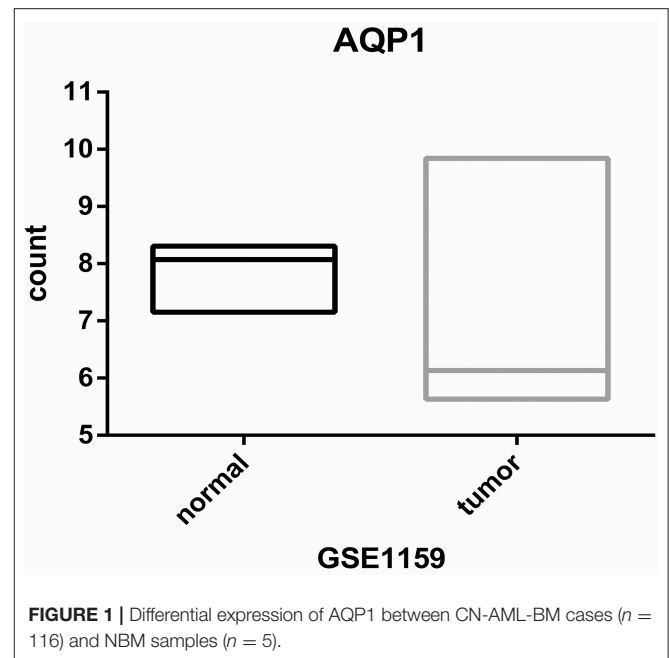 AQP1
11
10
9
8
7
6
5
count
normal
tumor
GSE1159
FIGURE 1 | Differential expression of AQP1 between CN-AML-BM cases (n =
116) and NBM samples (n = 5).